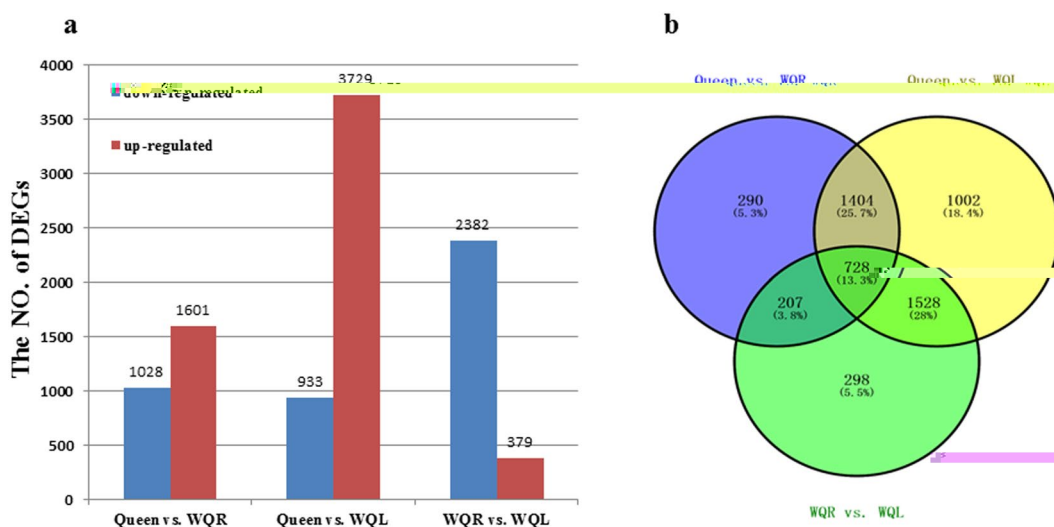 a
The NO. of DEGs
4000
3500
3000
2500
2000
1500
1000
500
0
down-regulated
up-regulated
1028
1601
933
3729
2382
379
Queen vs. WQR
Queen vs. WQL
WQR vs. WQL
b
Queen vs. WQR
Queen vs. WQL
290
(5.3%)
1404
(25.7%)
1002
(18.4%)
728
(13.3%)
207
(3.8%)
1528
(28%)
298
(5.5%)
WQR vs. WQL